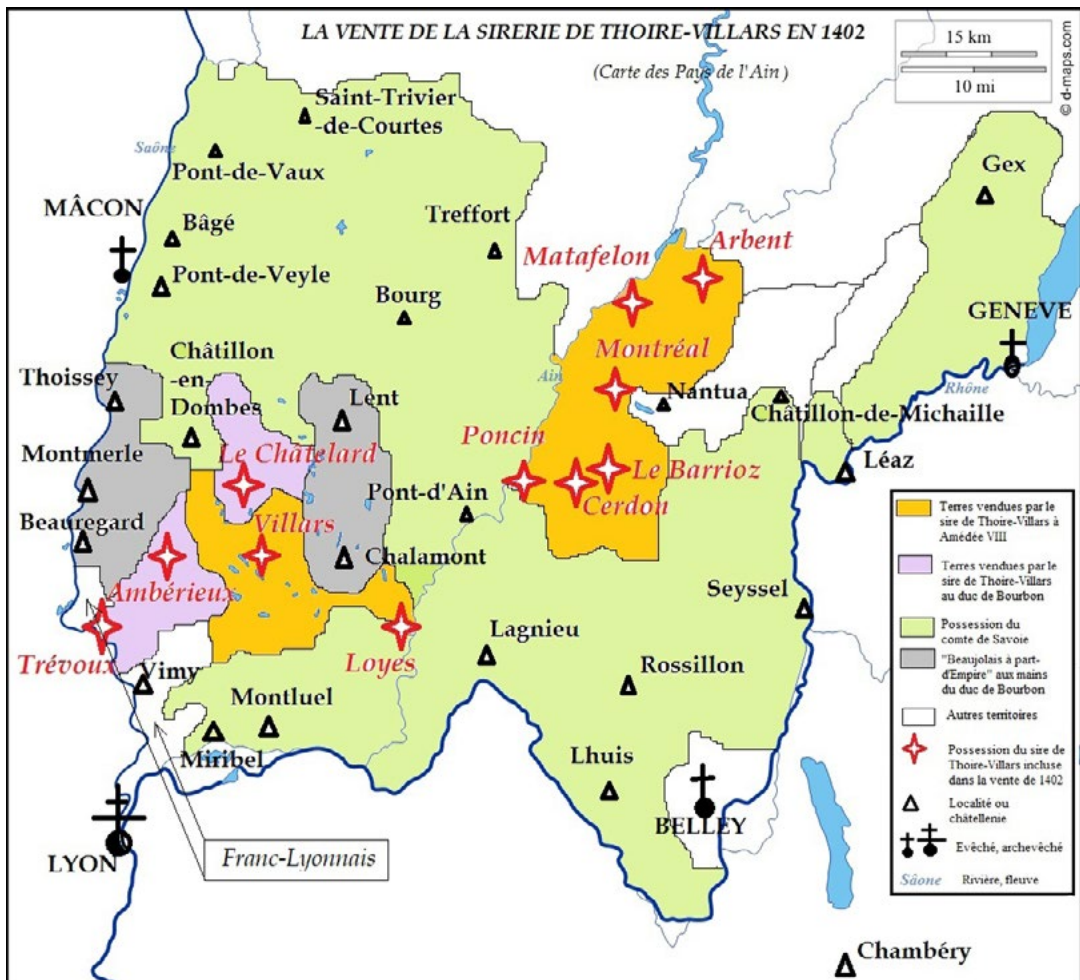 LA VENTE DE LA SIRERIE DE THOIRE-VILLARS EN 1402
(Carte des Pays de l'Ain)
15 km
10 mi
© d-maps.com
Saint-Trivier
-de-Courtes
Saône
Pont-de-Vaux
Gex
MÂCON
Bâgé
Treffort
Arbent
Matafelon
Pont-de-Veyle
Bourg
GENEVE
Montréal
Châtillon
-en-
Dombes
Ain
Rhône
Thoissey
Lent
Nantua
Châtillon-de-Michaille
Le Châtelard
Poncin
Le Barrioz
Léaz
Montmerle
Pont-d'Ain
Cerdon
Beauregard
Villars
Chalamont
Ambérieux
Seyssel
Trévoux
Loyes
Lagnieu
Vimy
Rossillon
Montluel
Miribel
Lhuis
BELLEY
LYON
Franc-Lyonnais
Chambéry
Terres vendues par le
sire de Thoire-Villars à
Amédée VIII
Terres vendues par le
sire de Thoire-Villars
au duc de Bourbon
Possession du
comte de Savoie
"Beaujolais à part-
d'Empire" aux mains
du duc de Bourbon
Autres territoires
Possession du sire de
Thoire-Villars incluse
dans la vente de 1402
Localité ou
châtellenie
Evêché, archevêché
Sâone
Rivière, fleuve